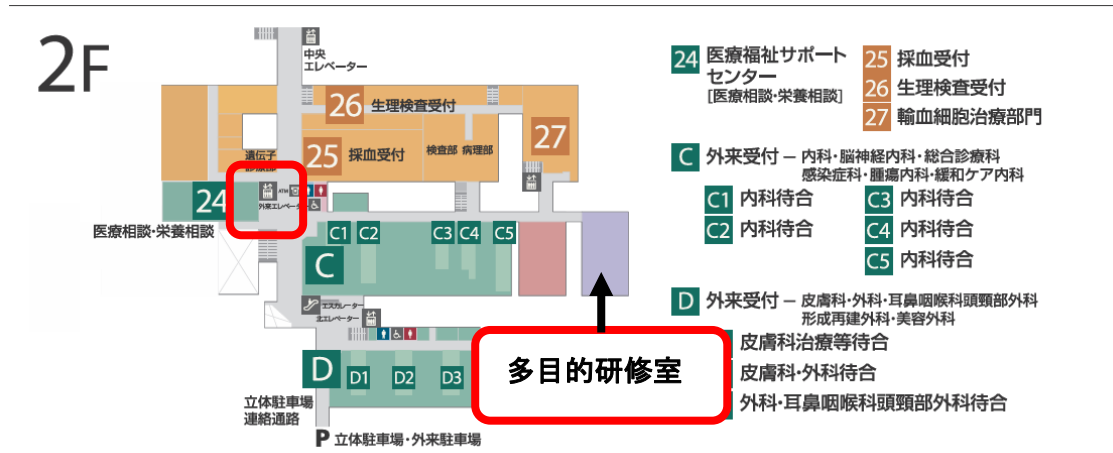 2F
中央
エレベーター
26 生理検査受付
25 採血受付
検査部
病理部
27
遺伝子
24
ATM
外来エレベーター
医療相談・栄養相談
C1
C2
C3
C4
C5
C
エスカレーター
北エレベーター
D
D1
D2
D3
多目的研修室
立体駐車場
連絡通路
P 立体駐車場・外来駐車場
24 医療福祉サポート
センター
[医療相談・栄養相談]
25 採血受付
26 生理検査受付
27 輸血細胞治療部門
C 外来受付 – 内科・脳神経内科・総合診療科
感染症科・腫瘍内科・緩和ケア内科
C1 内科待合
C2 内科待合
C3 内科待合
C4 内科待合
C5 内科待合
D 外来受付 – 皮膚科・外科・耳鼻咽喉科頭頸部外科
形成再建外科・美容外科
皮膚科治療等待合
皮膚科・外科待合
外科・耳鼻咽喉科頭頸部外科待合